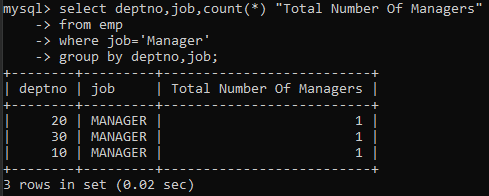 mysql> select deptno,job,count(*) "Total Number Of Managers"
    -> from emp
    -> where job='Manager'
    -> group by deptno,job;
+--------+---------+--------------------------+
| deptno | job     | Total Number Of Managers |
+--------+---------+--------------------------+
|     20 | MANAGER |                        1 |
|     30 | MANAGER |                        1 |
|     10 | MANAGER |                        1 |
+--------+---------+--------------------------+
3 rows in set (0.02 sec)